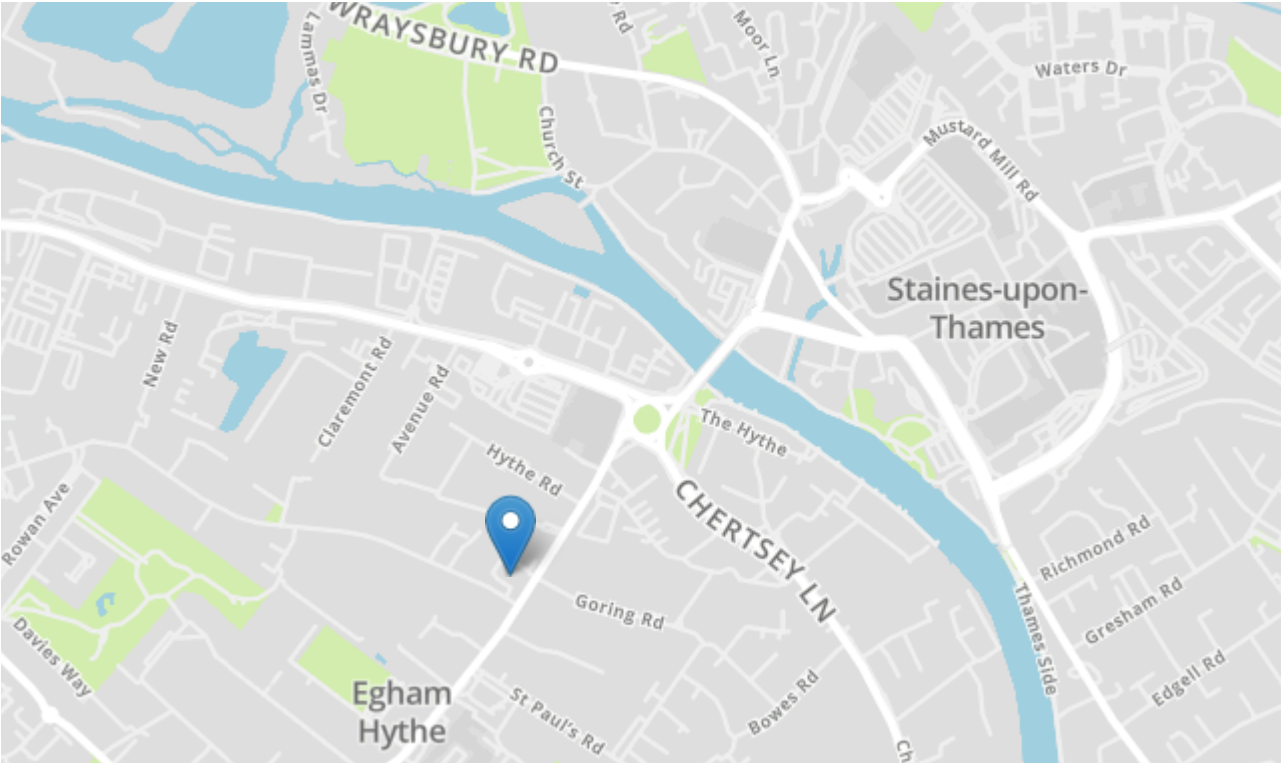 WRAYSBURY RD
Lammas Dr
Rd
Moor Ln
Waters Dr
Church St
Mustard Mill Rd
Staines-upon-
Thames
New Rd
Claremont Rd
Avenue Rd
The Hythe
Hythe Rd
CHERTSEY LN
Rowan Ave
Richmond Rd
Goring Rd
Gresham Rd
Thames Side
Davies Way
Egham
Hythe
St Paul's Rd
Bowes Rd
Edgell Rd
Ch